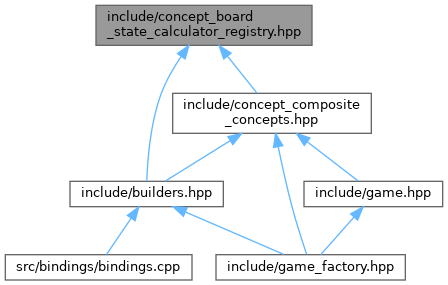 include/concept_board
_state_calculator_registry.hpp
include/concept_composite
_concepts.hpp
include/builders.hpp
include/game.hpp
src/bindings/bindings.cpp
include/game_factory.hpp